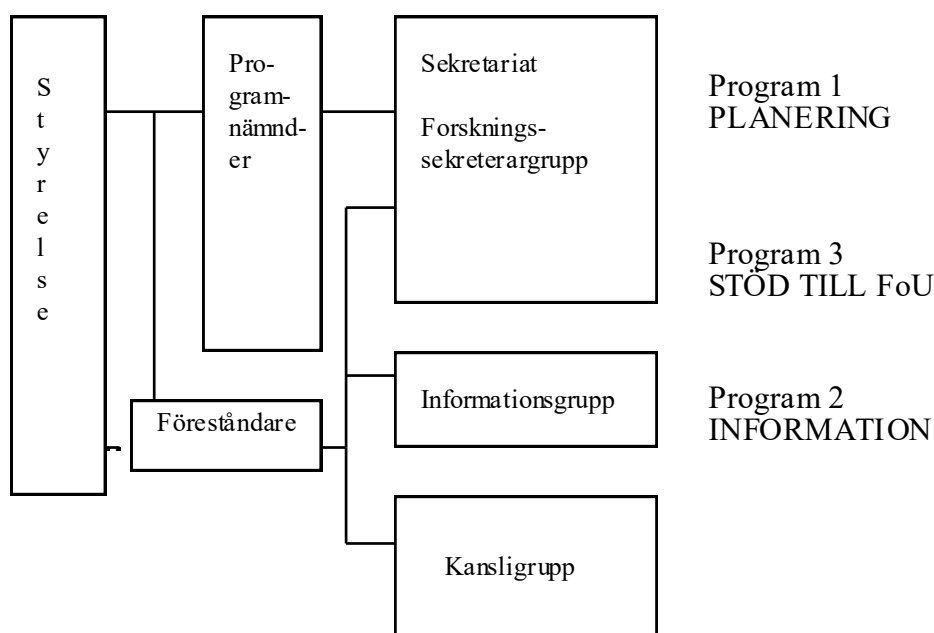 Styrelse
Pro-
gram-
nämnd-
er
Sekretariat
Forsknings-
sekreterargrupp
Program 1
PLANERING
Program 3
STÖD TILL FoU
Föreståndare
Informationsgrupp
Program 2
INFORMATION
Kansligrupp